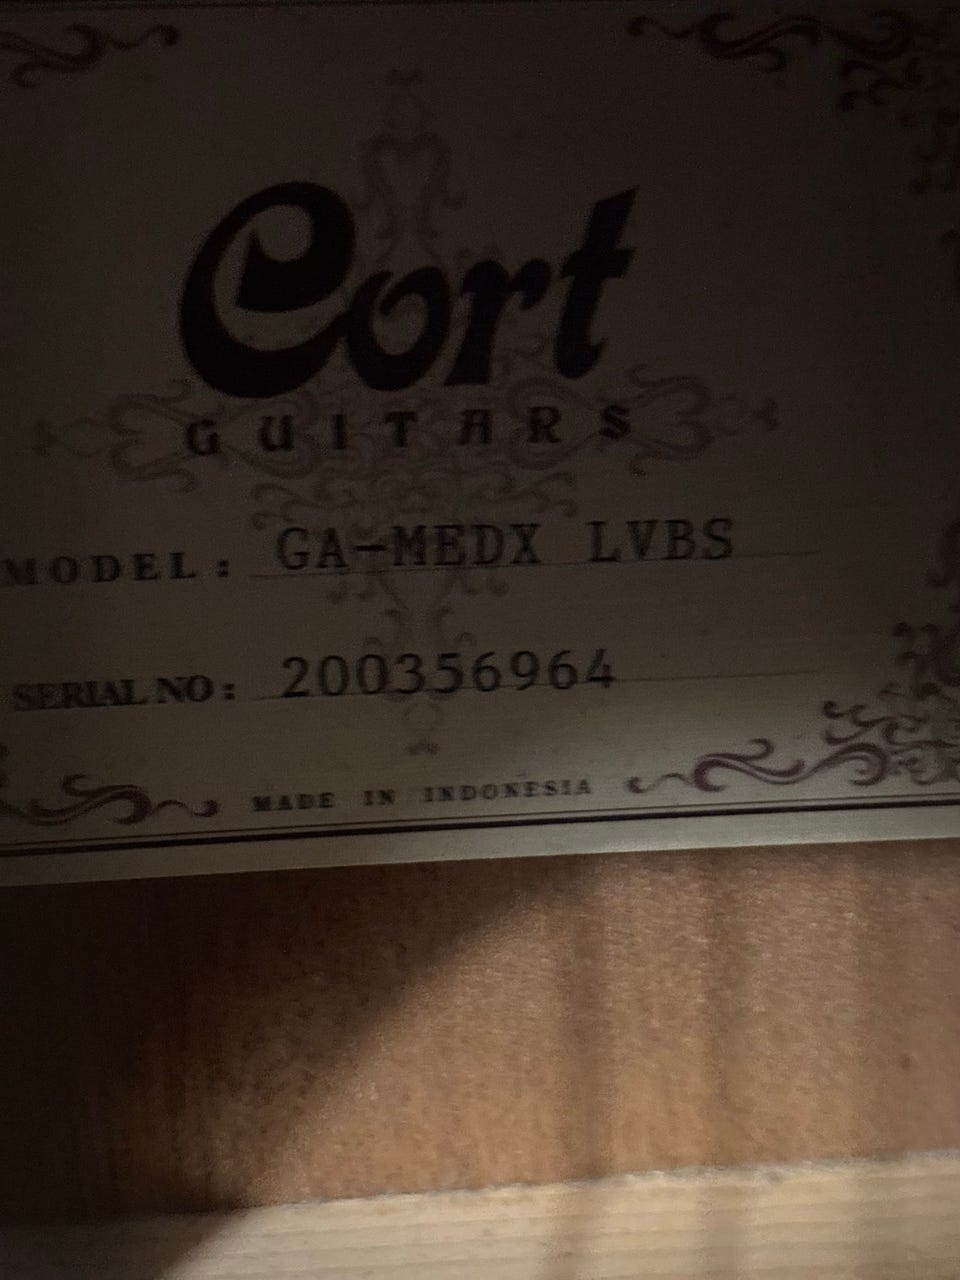 Cort
GUITARS
MODEL: GA-MEDX LVBS
SERIAL NO: 200356964
MADE IN INDONESIA